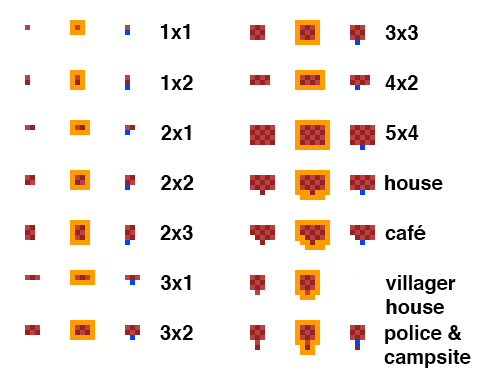 1x1
1x2
2x1
2x2
2x3
3x1
3x2
3x3
4x2
5x4
house
café
villager
house
police &
campsite